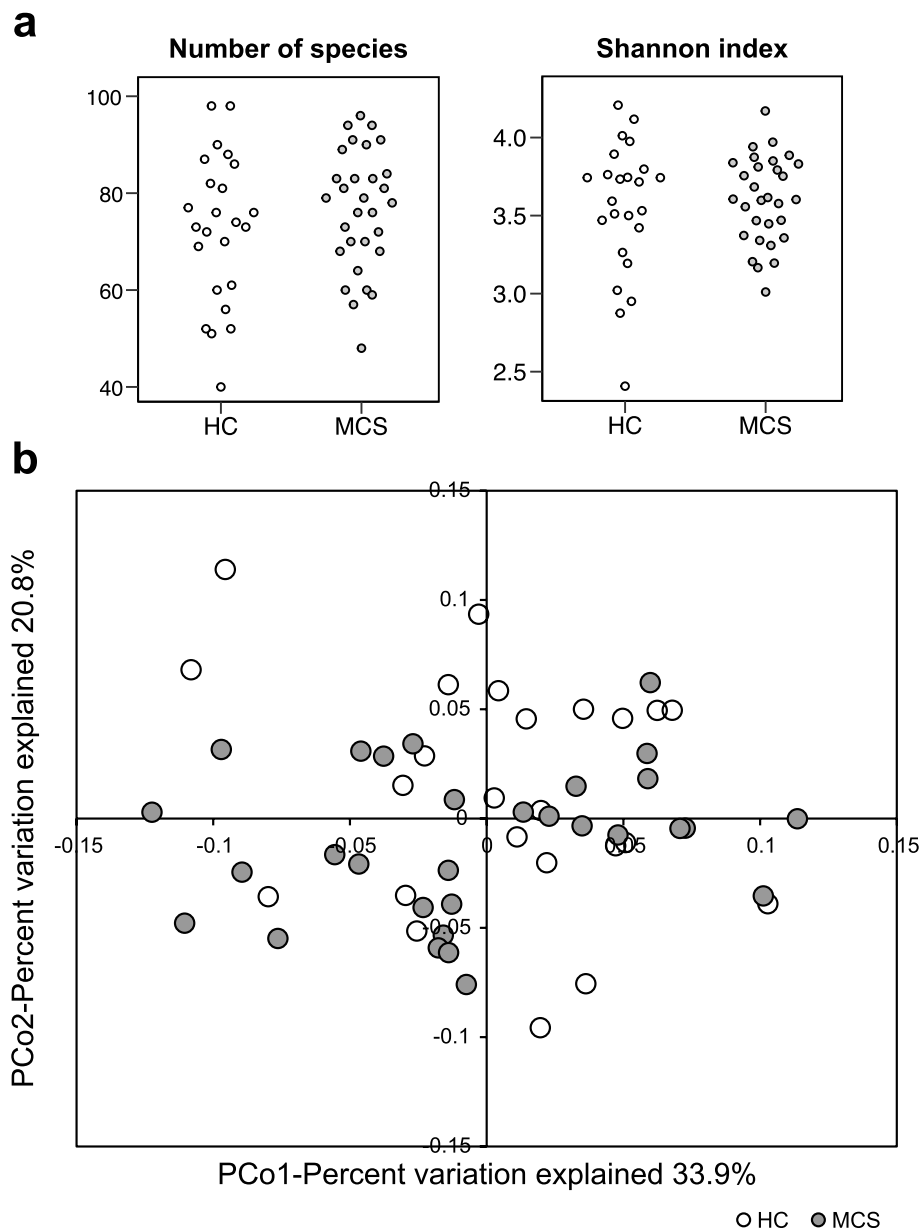 a
Number of species
Shannon index
100
80
60
40
HC
MCS
4.0
3.5
3.0
2.5
HC
MCS
b
PCo2-Percent variation explained 20.8%
0.15
0.1
0.05
0
-0.05
-0.1
-0.15
-0.15
-0.1
-0.05
0
0.05
0.1
0.15
PCo1-Percent variation explained 33.9%
HC
MCS